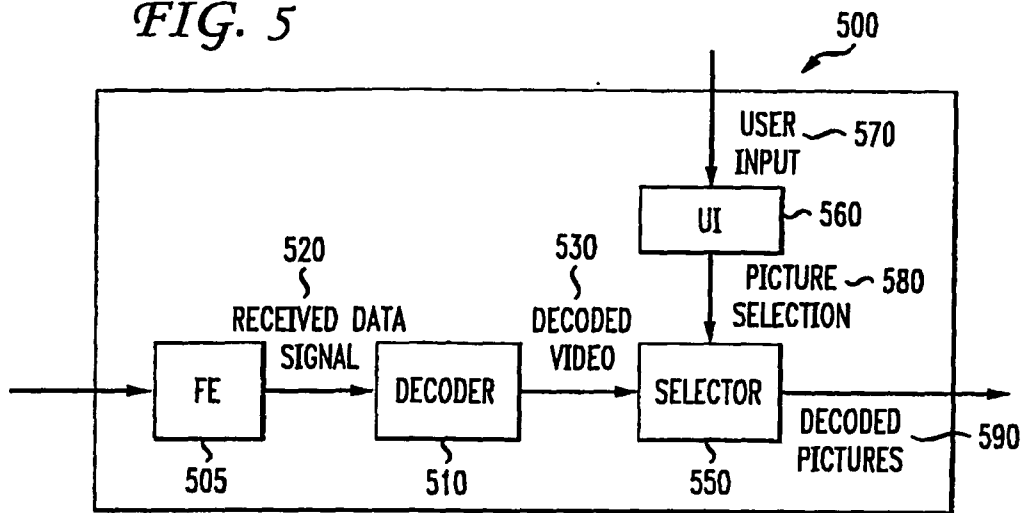 FIG. 5
500
USER
INPUT
570
UI
560
520
530
PICTURE
SELECTION
580
RECEIVED DATA
SIGNAL
DECODED
VIDEO
FE
DECODER
SELECTOR
DECODED
PICTURES
590
505
510
550